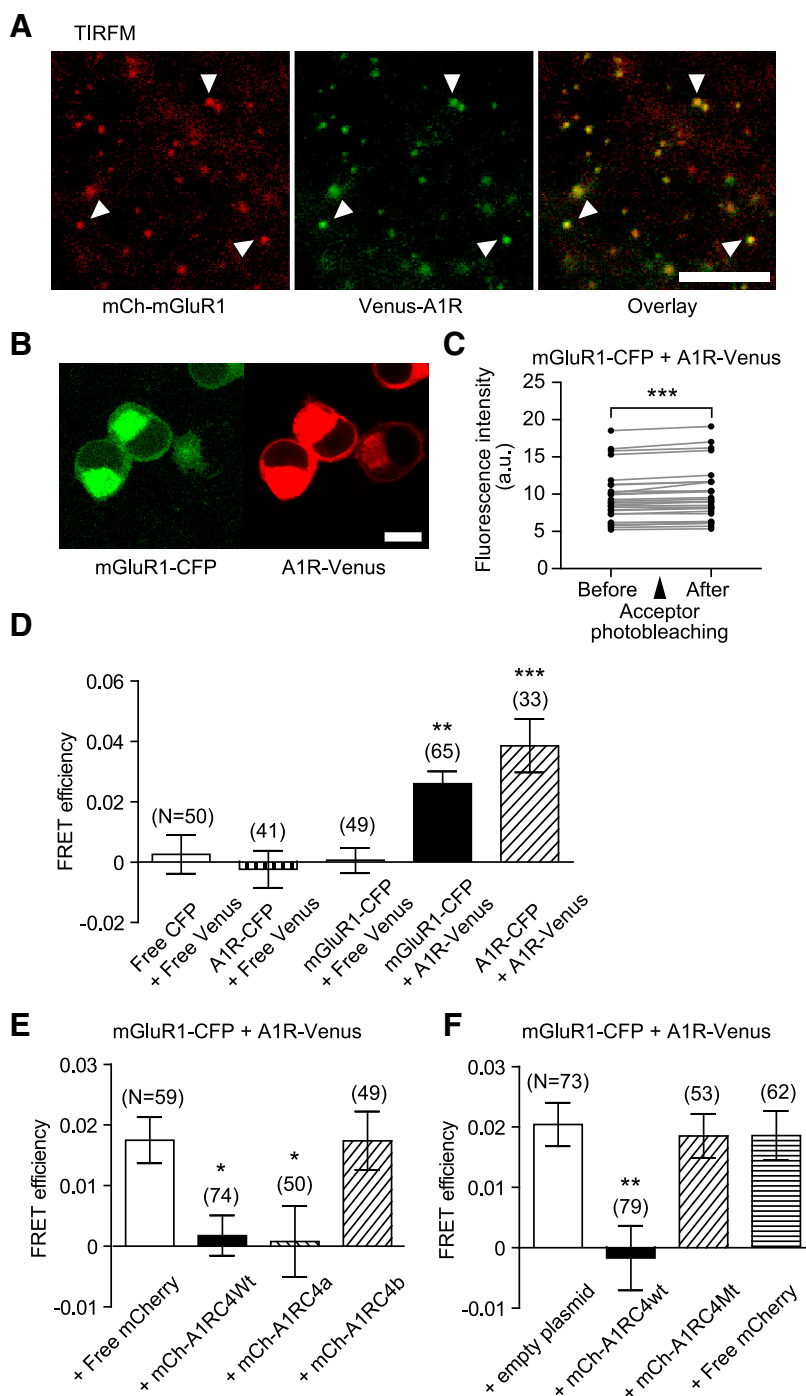 A
TIRFM
mCh-mGluR1
Venus-A1R
Overlay
B
mGluR1-CFP
A1R-Venus
C
mGluR1-CFP + A1R-Venus
***
Fluorescence intensity
(a.u.)
25
20
15
10
5
0
Before
After
Acceptor
photobleaching
D
FRET efficiency
0.06
0.04
0.02
0
-0.02
(N=50)
(41)
(49)
**
(65)
***
(33)
Free CFP
+ Free Venus
A1R-CFP
+ Free Venus
mGluR1-CFP
+ Free Venus
mGluR1-CFP
+ A1R-Venus
A1R-CFP
+ A1R-Venus
E
mGluR1-CFP + A1R-Venus
FRET efficiency
0.03
0.02
0.01
0
-0.01
(N=59)
*
(74)
*
(50)
(49)
+ Free mCherry
+ mCh-A1RC4Wt
+ mCh-A1RC4a
+ mCh-A1RC4b
F
mGluR1-CFP + A1R-Venus
FRET efficiency
0.03
0.02
0.01
0
-0.01
(N=73)
**
(79)
(53)
(62)
+ empty plasmid
+ mCh-A1RC4wt
+ mCh-A1RC4Mt
+ Free mCherry